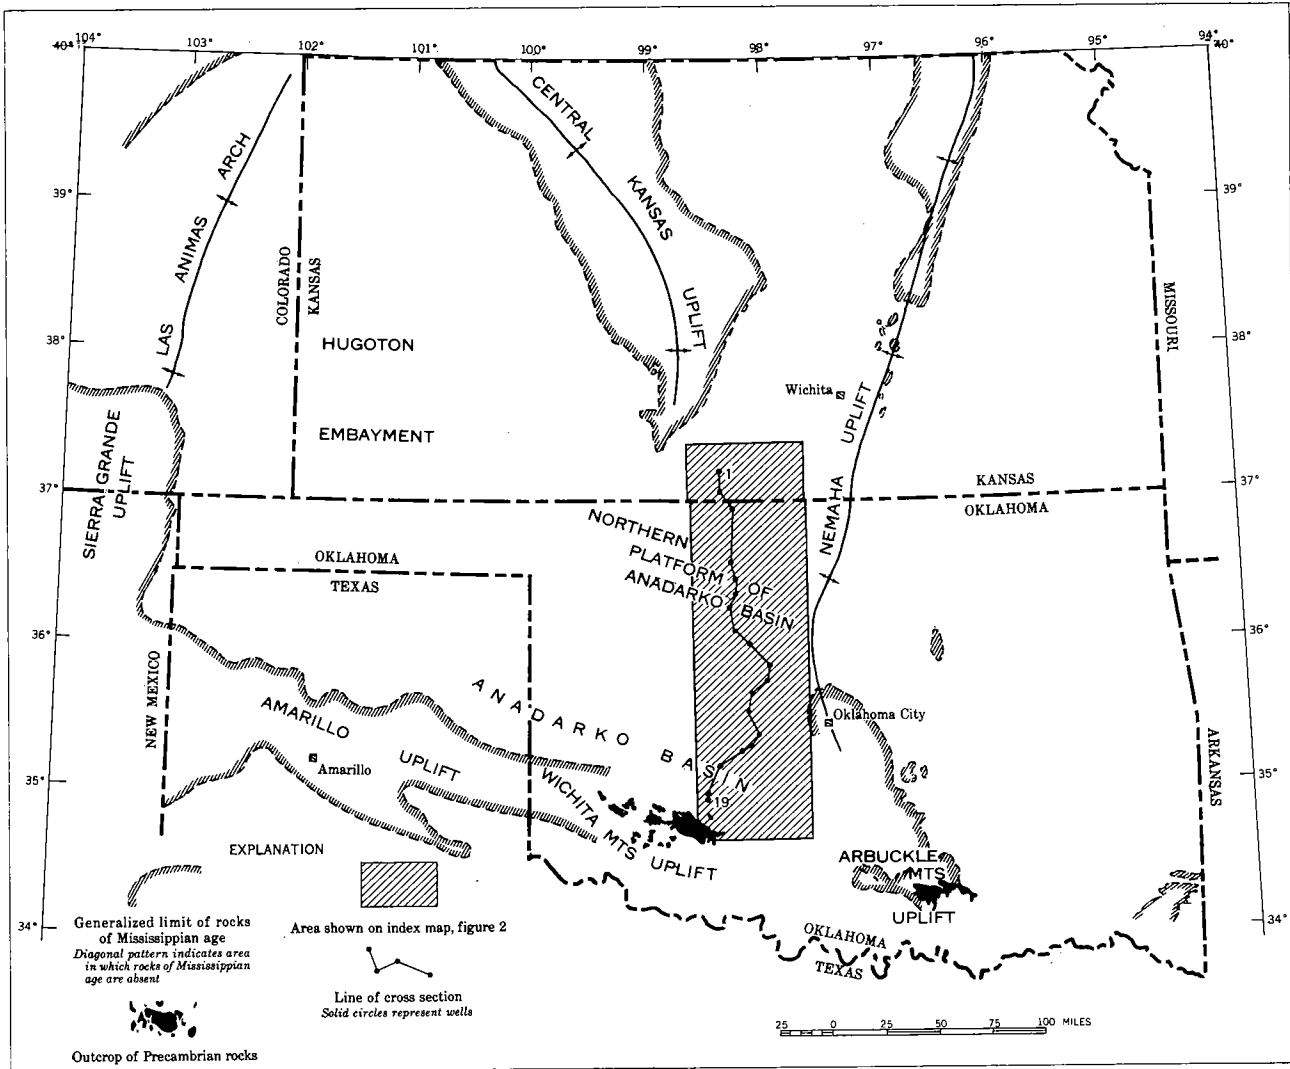 104°
40°
103°
102°
101°
100°
99°
98°
97°
96°
95°
94°
40°
CENTRAL
KANSAS
UPLIFT
LAS ANIMAS ARCH
39°
39°
COLORADO
KANSAS
MISSOURI
38°
38°
HUGOTON
EMBAYMENT
Wichita
NEMAHA UPLIFT
SIERRA GRANDE
UPLIFT
1
37°
37°
KANSAS
OKLAHOMA
NORTHERN
PLATFORM OF
ANADARKO BASIN
OKLAHOMA
TEXAS
36°
36°
NEW MEXICO
ANADARKO BASIN
AMARILLO
UPLIFT
Amarillo
Oklahoma City
ARKANSAS
35°
35°
WICHITA MTS UPLIFT
19
ARBUCKLE
MTS
UPLIFT
34°
34°
OKLAHOMA
TEXAS
EXPLANATION
Generalized limit of rocks
of Mississippian age
Diagonal pattern indicates area
in which rocks of Mississippian
age are absent
Outcrop of Precambrian rocks
Area shown on index map, figure 2
Line of cross section
Solid circles represent wells
25 0 25 50 75 100 MILES